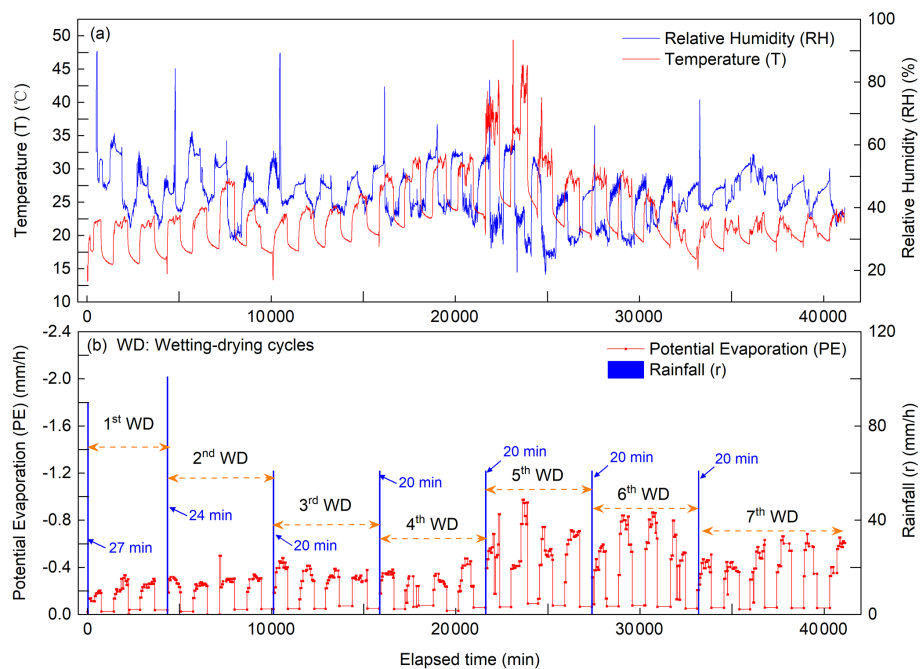 (a)
Relative Humidity (RH)
Temperature (T)
Temperature (T) (℃)
50
45
40
35
30
25
20
15
10
Relative Humidity (RH) (%)
100
80
60
40
20
0
10000
20000
30000
40000
(b) WD: Wetting-drying cycles
Potential Evaporation (PE)
Rainfall (r)
Potential Evaporation (PE) (mm/h)
-2.4
-2.0
-1.6
-1.2
-0.8
-0.4
0.0
Rainfall (r) (mm/h)
120
90
60
30
0
1st WD
2nd WD
3rd WD
4th WD
5th WD
6th WD
7th WD
27 min
24 min
20 min
20 min
20 min
20 min
20 min
0
10000
20000
30000
40000
Elapsed time (min)